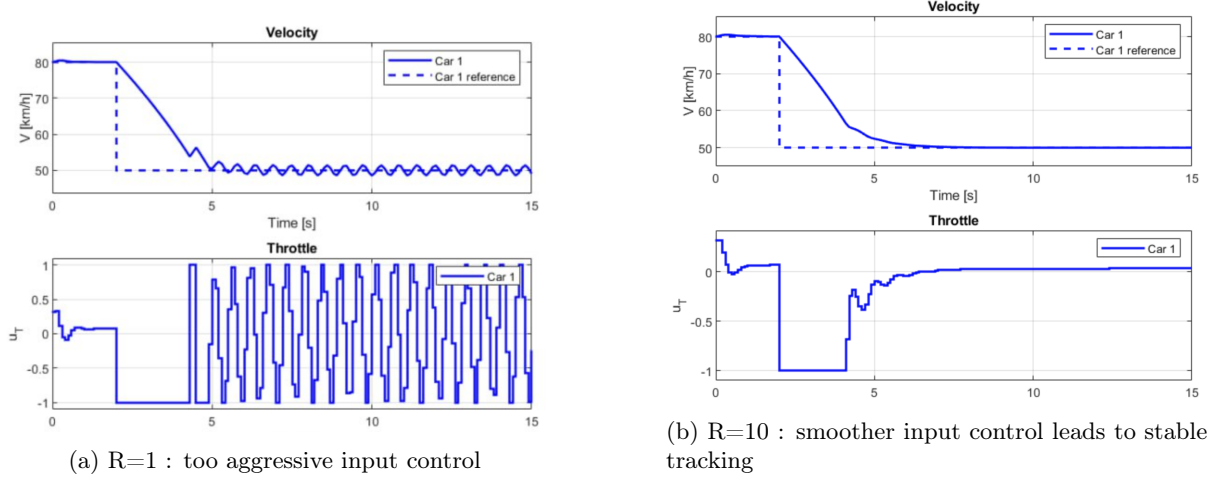 Velocity
Car 1
Car 1 reference
V [km/h]
80
70
60
50
0
5
10
15
Time [s]
Throttle
Car 1
u_T
1
0.5
0
-0.5
-1
0
5
10
15
(a) R=1 : too aggressive input control
Velocity
Car 1
Car 1 reference
V [km/h]
80
70
60
50
0
5
10
15
Time [s]
Throttle
Car 1
u_T
0
-0.5
-1
0
5
10
15
(b) R=10 : smoother input control leads to stable
tracking